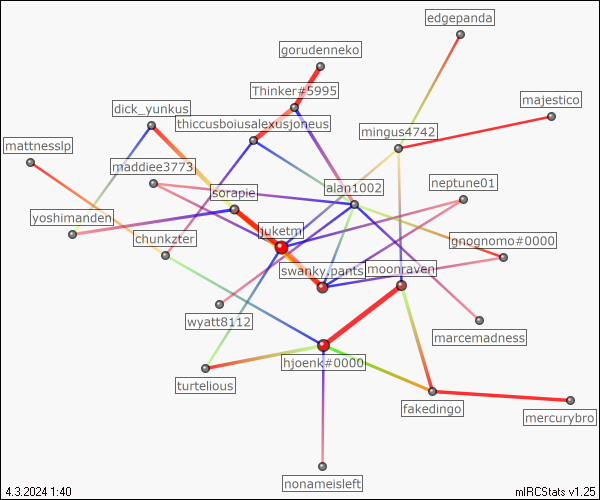 edgepanda
gorudenneko
Thinker#5995
majestico
dick_yunkus
thiccusboiusalexusjoneus
mingus4742
mattnesslp
maddiee3773
alan1002
neptune01
sorapie
yoshimanden
juketm
chunkzter
gnognomo#0000
swanky.pants
moonraven
wyatt8112
marcemadness
hjoenk#0000
turtelious
fakedingo
mercurybro
nonameisleft
4.3.2024 1:40
mIRCStats v1.25